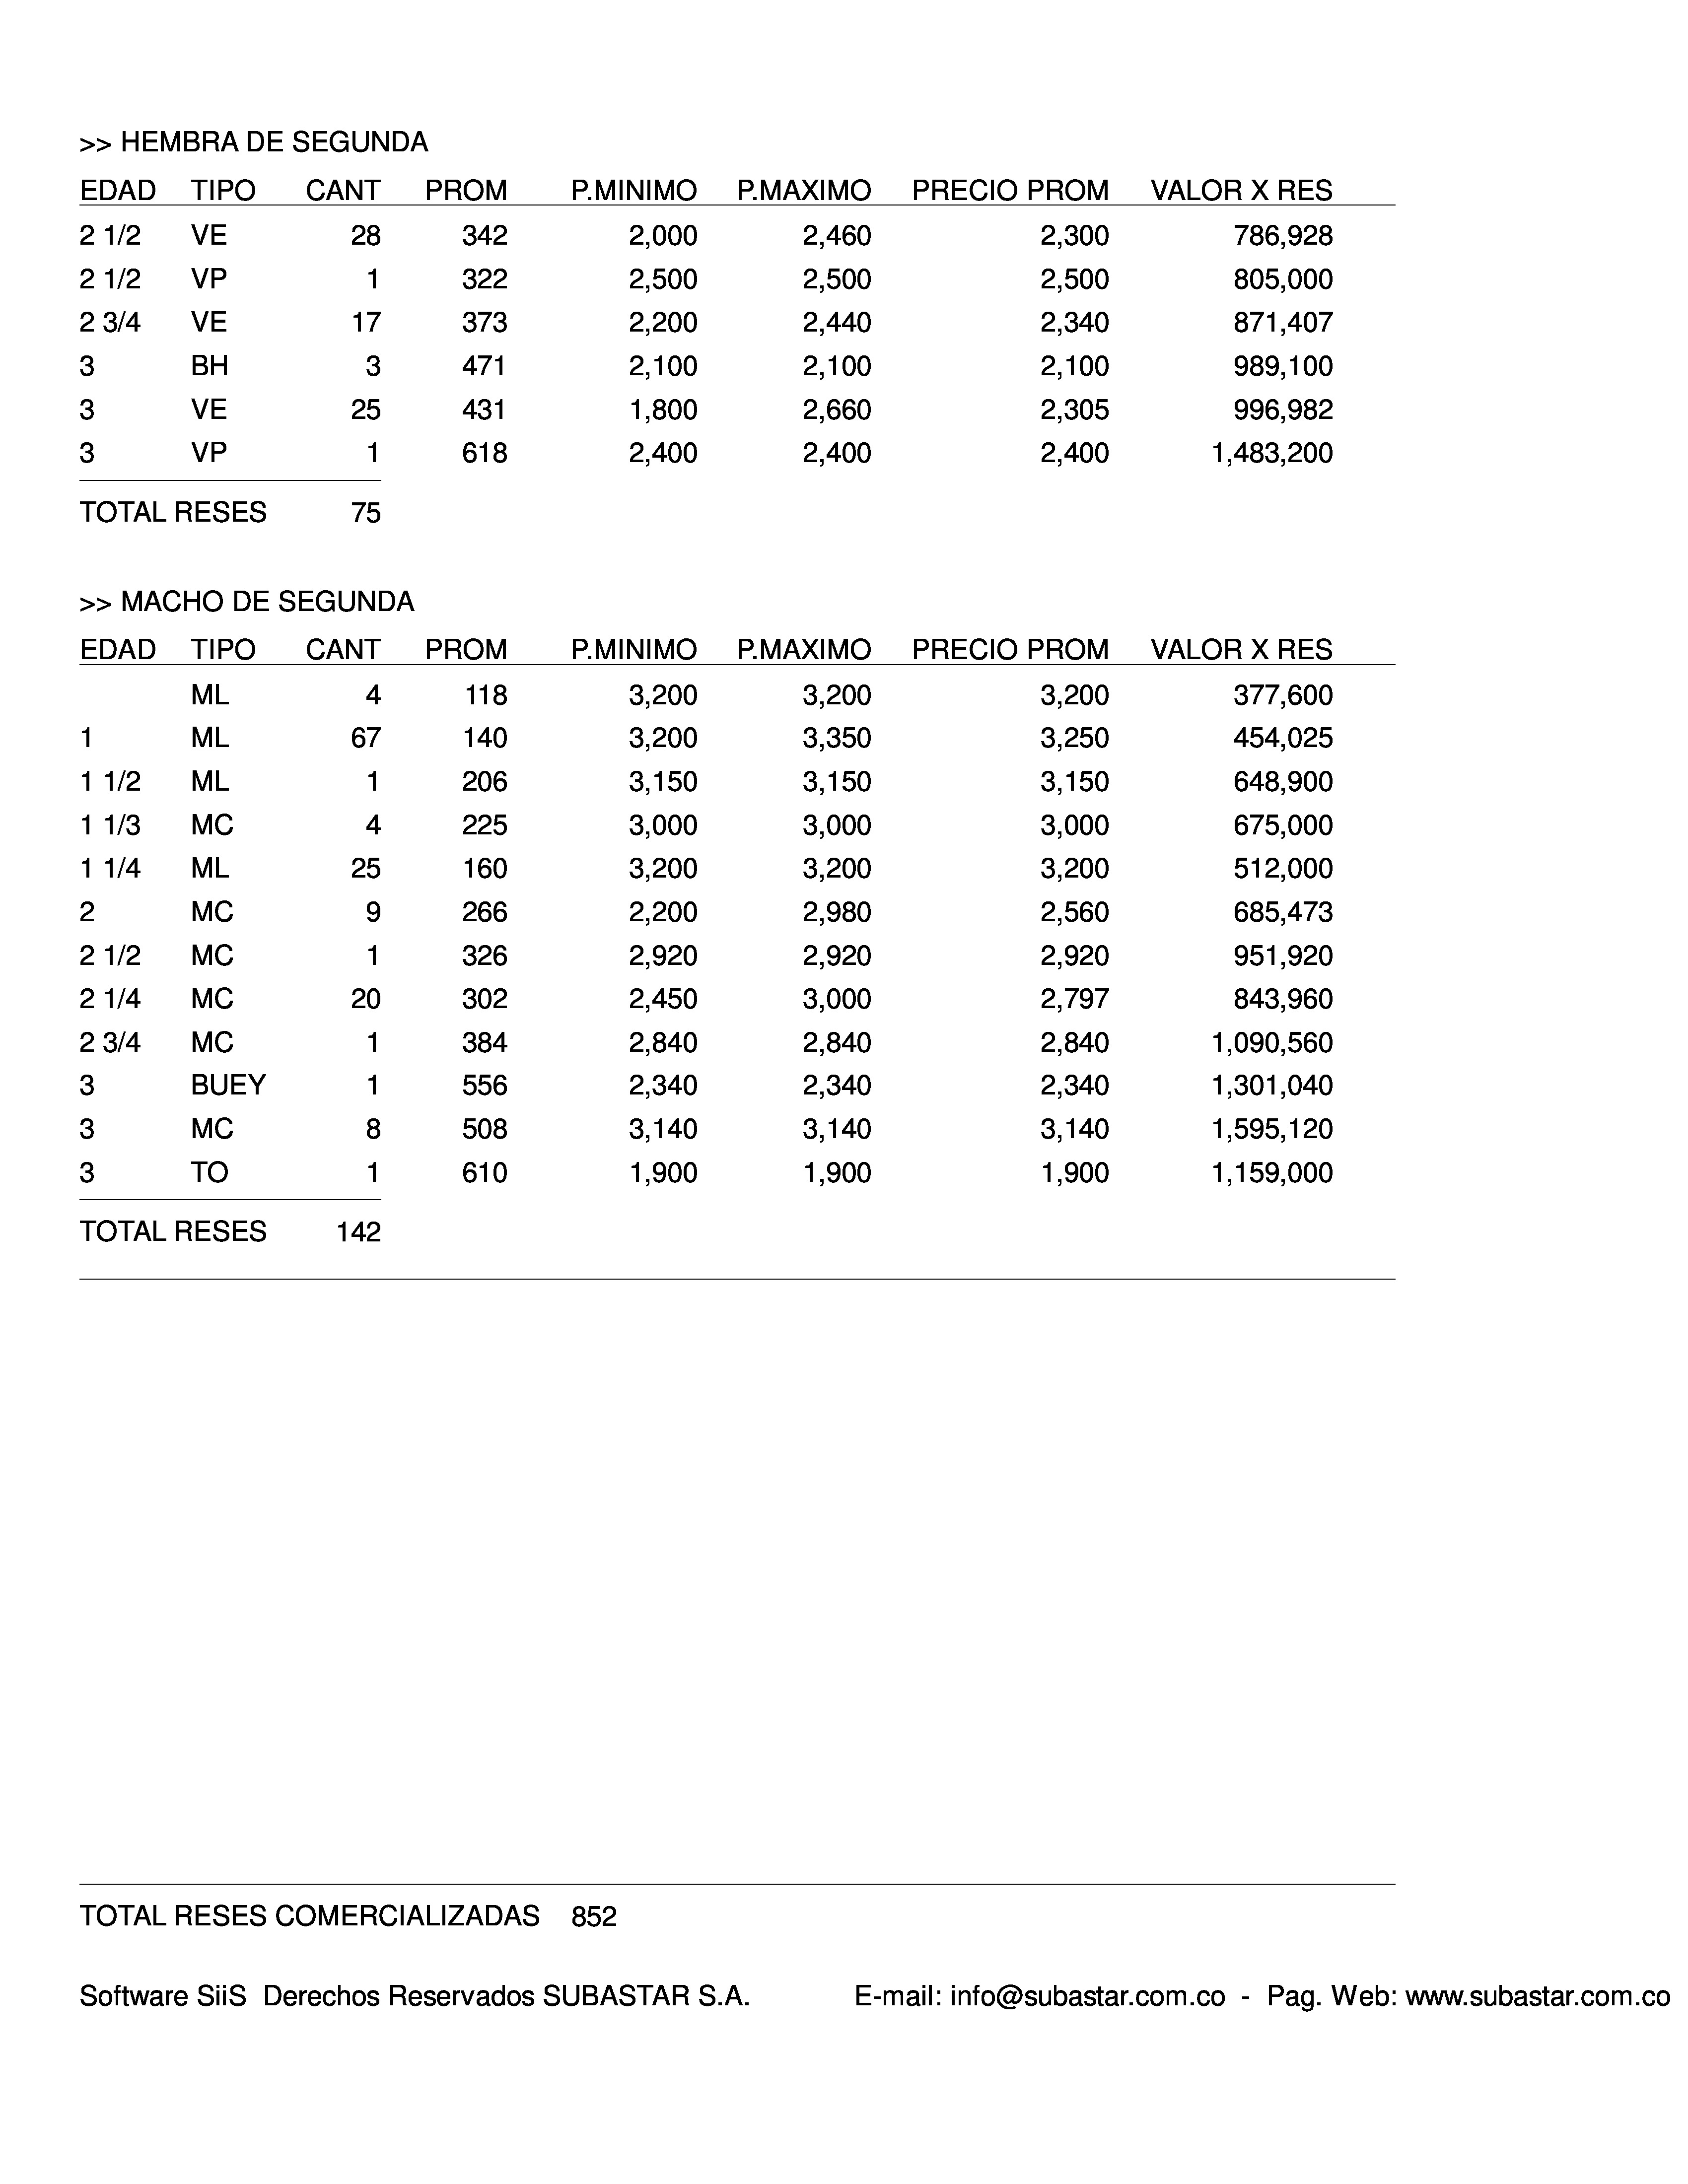 >> HEMBRA DE SEGUNDA
EDAD TIPO CANT PROM P.MINIMO P.MAXIMO PRECIO PROM VALOR X RES
2 1/2 VE 28 342 2,000 2,460 2,300 786,928
2 1/2 VP 1 322 2,500 2,500 2,500 805,000
2 3/4 VE 17 373 2,200 2,440 2,340 871,407
3 BH 3 471 2,100 2,100 2,100 989,100
3 VE 25 431 1,800 2,660 2,305 996,982
3 VP 1 618 2,400 2,400 2,400 1,483,200
TOTAL RESES 75
>> MACHO DE SEGUNDA
EDAD TIPO CANT PROM P.MINIMO P.MAXIMO PRECIO PROM VALOR X RES
ML 4 118 3,200 3,200 3,200 377,600
1 ML 67 140 3,200 3,350 3,250 454,025
1 1/2 ML 1 206 3,150 3,150 3,150 648,900
1 1/3 MC 4 225 3,000 3,000 3,000 675,000
1 1/4 ML 25 160 3,200 3,200 3,200 512,000
2 MC 9 266 2,200 2,980 2,560 685,473
2 1/2 MC 1 326 2,920 2,920 2,920 951,920
2 1/4 MC 20 302 2,450 3,000 2,797 843,960
2 3/4 MC 1 384 2,840 2,840 2,840 1,090,560
3 BUEY 1 556 2,340 2,340 2,340 1,301,040
3 MC 8 508 3,140 3,140 3,140 1,595,120
3 TO 1 610 1,900 1,900 1,900 1,159,000
TOTAL RESES 142
TOTAL RESES COMERCIALIZADAS 852
Software SiiS Derechos Reservados SUBASTAR S.A. E-mail: info@subastar.com.co - Pag. Web: www.subastar.com.co